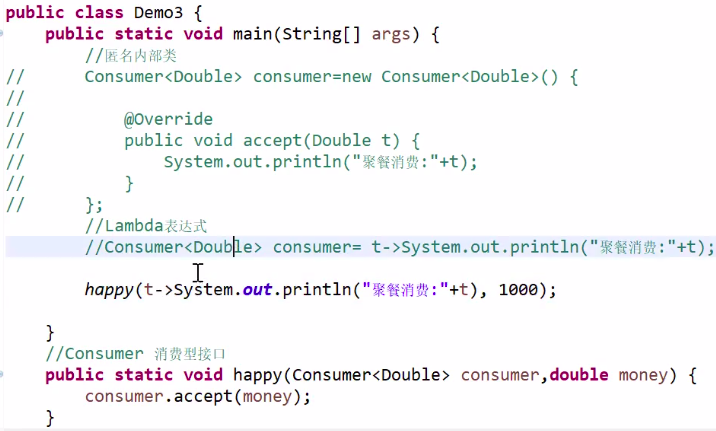 public class Demo3 {
    public static void main(String[] args) {
        //匿名内部类
//      Consumer<Double> consumer=new Consumer<Double>() {
//
//          @Override
//          public void accept(Double t) {
//              System.out.println("聚餐消费:"+t);
//          }
//      };
        //Lambda表达式
        //Consumer<Double> consumer= t->System.out.println("聚餐消费:"+t);
        happy(t->System.out.println("聚餐消费:"+t), 1000);
    }
    //Consumer 消费型接口
    public static void happy(Consumer<Double> consumer,double money) {
        consumer.accept(money);
    }